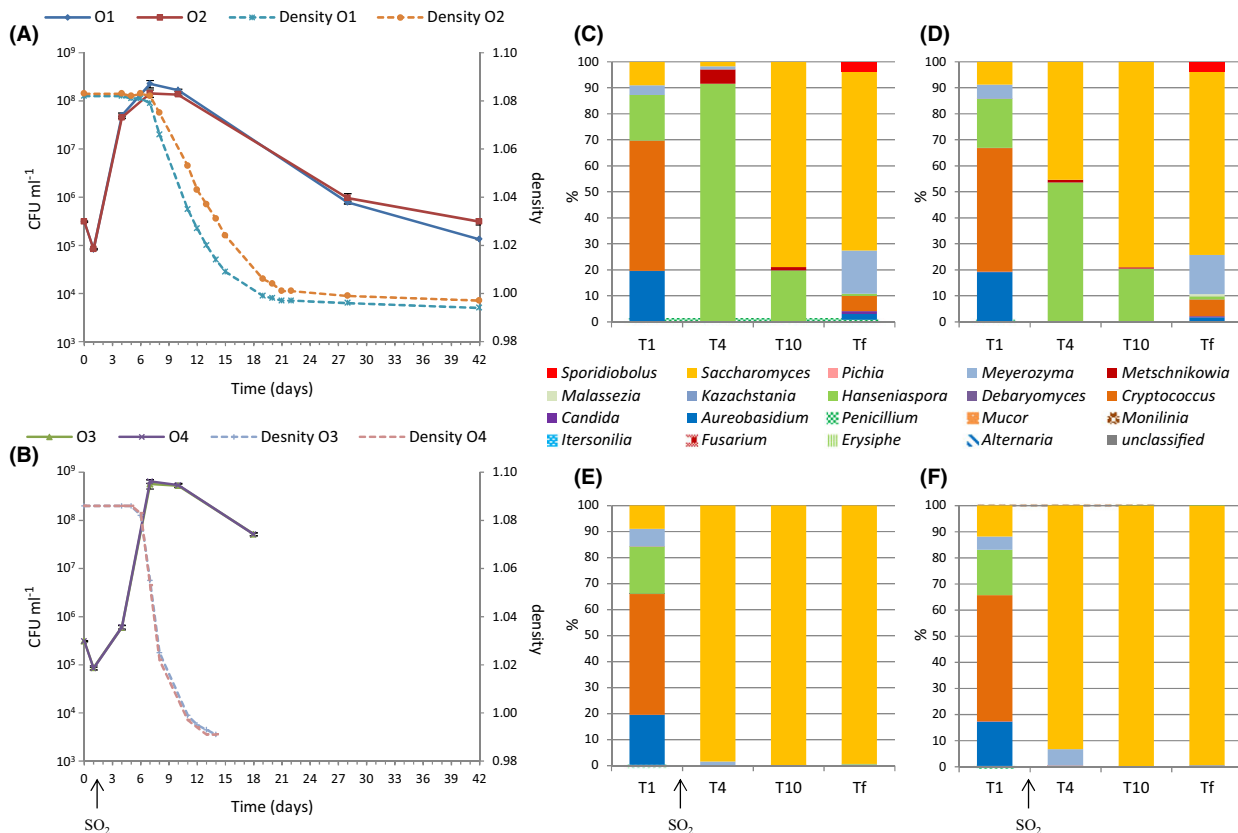 O1 O2 Density O1 Density O2
(A)
CFU ml⁻¹
10⁹
10⁸
10⁷
10⁶
10⁵
10⁴
10³
0 3 6 9 12 15 18 21 24 27 30 33 36 39 42
Time (days)
1.10
1.08
1.06
1.04
1.02
1.00
0.98
density
(C)
%
100
90
80
70
60
50
40
30
20
10
0
T1 T4 T10 Tf
(D)
%
100
90
80
70
60
50
40
30
20
10
0
T1 T4 T10 Tf
Sporidiobolus Saccharomyces Pichia Meyerozyma Metschnikowia
Malassezia Kazachstania Hanseniaspora Debaryomyces Cryptococcus
Candida Aureobasidium Penicillium Mucor Monilinia
Itersonilia Fusarium Erysiphe Alternaria unclassified
O3 O4 Desnity O3 Density O4
(B)
CFU ml⁻¹
10⁹
10⁸
10⁷
10⁶
10⁵
10⁴
10³
0 3 6 9 12 15 18 21 24 27 30 33 36 39 42
Time (days)
SO₂
1.10
1.08
1.06
1.04
1.02
1.00
0.98
density
(E)
%
100
90
80
70
60
50
40
30
20
10
0
T1 T4 T10 Tf
SO₂
(F)
%
100
90
80
70
60
50
40
30
20
10
0
T1 T4 T10 Tf
SO₂